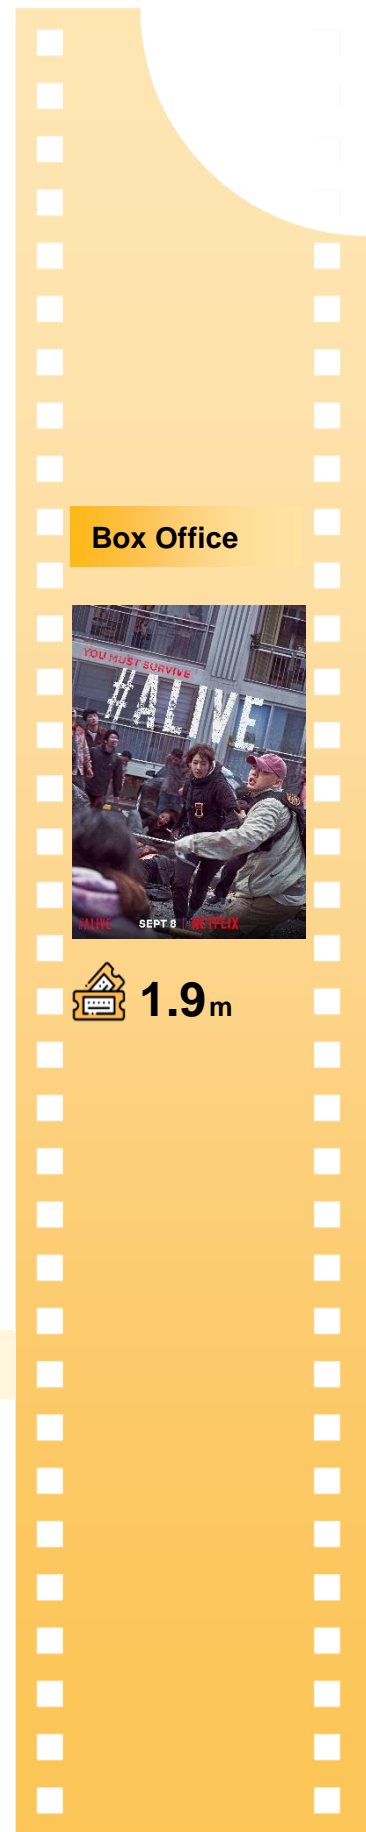 Box Office
YOU MUST SURVIVE
#ALIVE
#ALIVE SEPT 8 | NETFLIX
1.9m